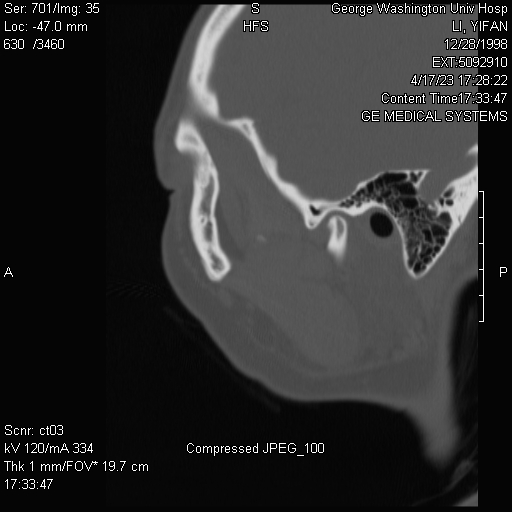 Ser: 701/Img: 35
Loc: -47.0 mm
630 /3460
S
HFS
George Washington Univ Hosp
LI, YIFAN
12/28/1998
EXT:5092910
4/17/23 17:28:22
Content Time17:33:47
GE MEDICAL SYSTEMS
A
P
Scnr: ct03
kV 120/mA 334
Thk 1 mm/FOV* 19.7 cm
17:33:47
Compressed JPEG_100